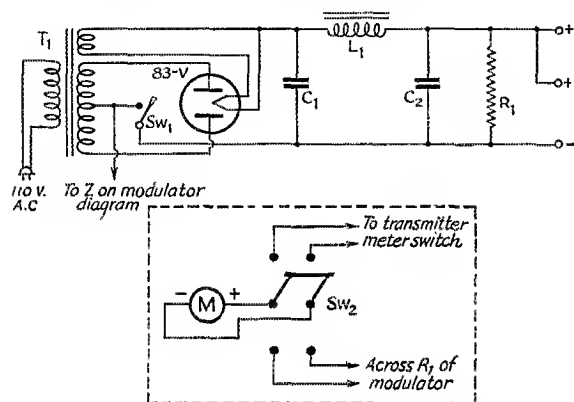 T1
83-V
Sw1
C1
L1
C2
R1
+
+
-
110 V.
A.C
To Z on modulator
diagram
To transmitter
meter switch
- M +
Sw2
Across R1 of
modulator